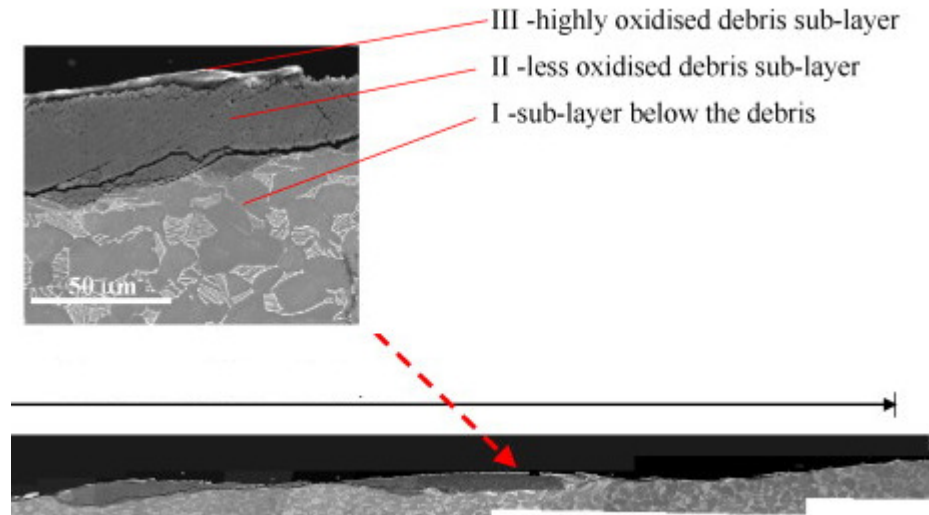 III -highly oxidised debris sub-layer
II -less oxidised debris sub-layer
I -sub-layer below the debris
50 μm